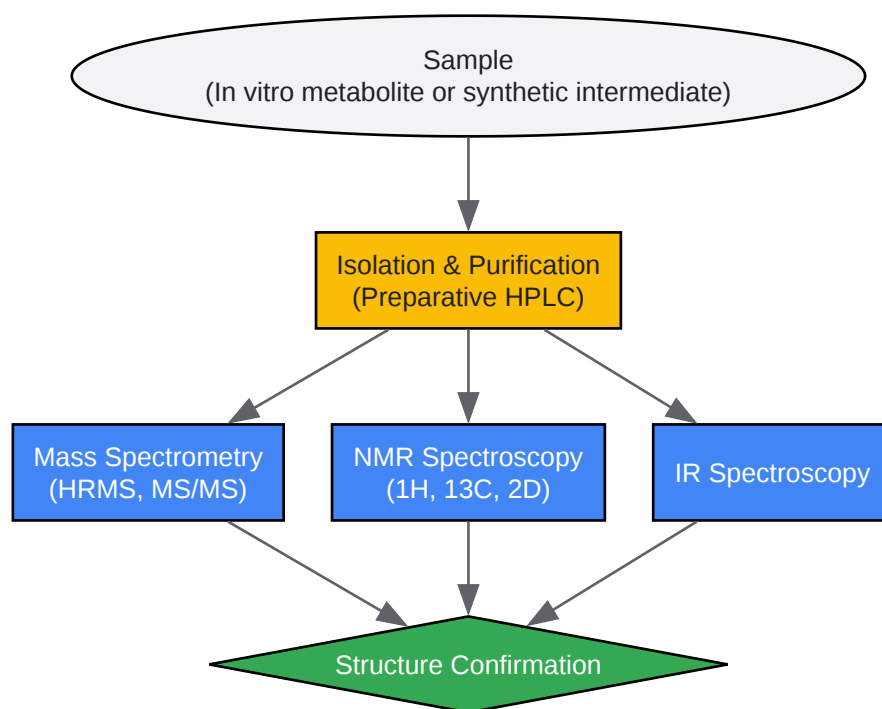 Sample
(In vitro metabolite or synthetic intermediate)
Isolation & Purification
(Preparative HPLC)
Mass Spectrometry
(HRMS, MS/MS)
NMR Spectroscopy
(1H, 13C, 2D)
IR Spectroscopy
Structure Confirmation